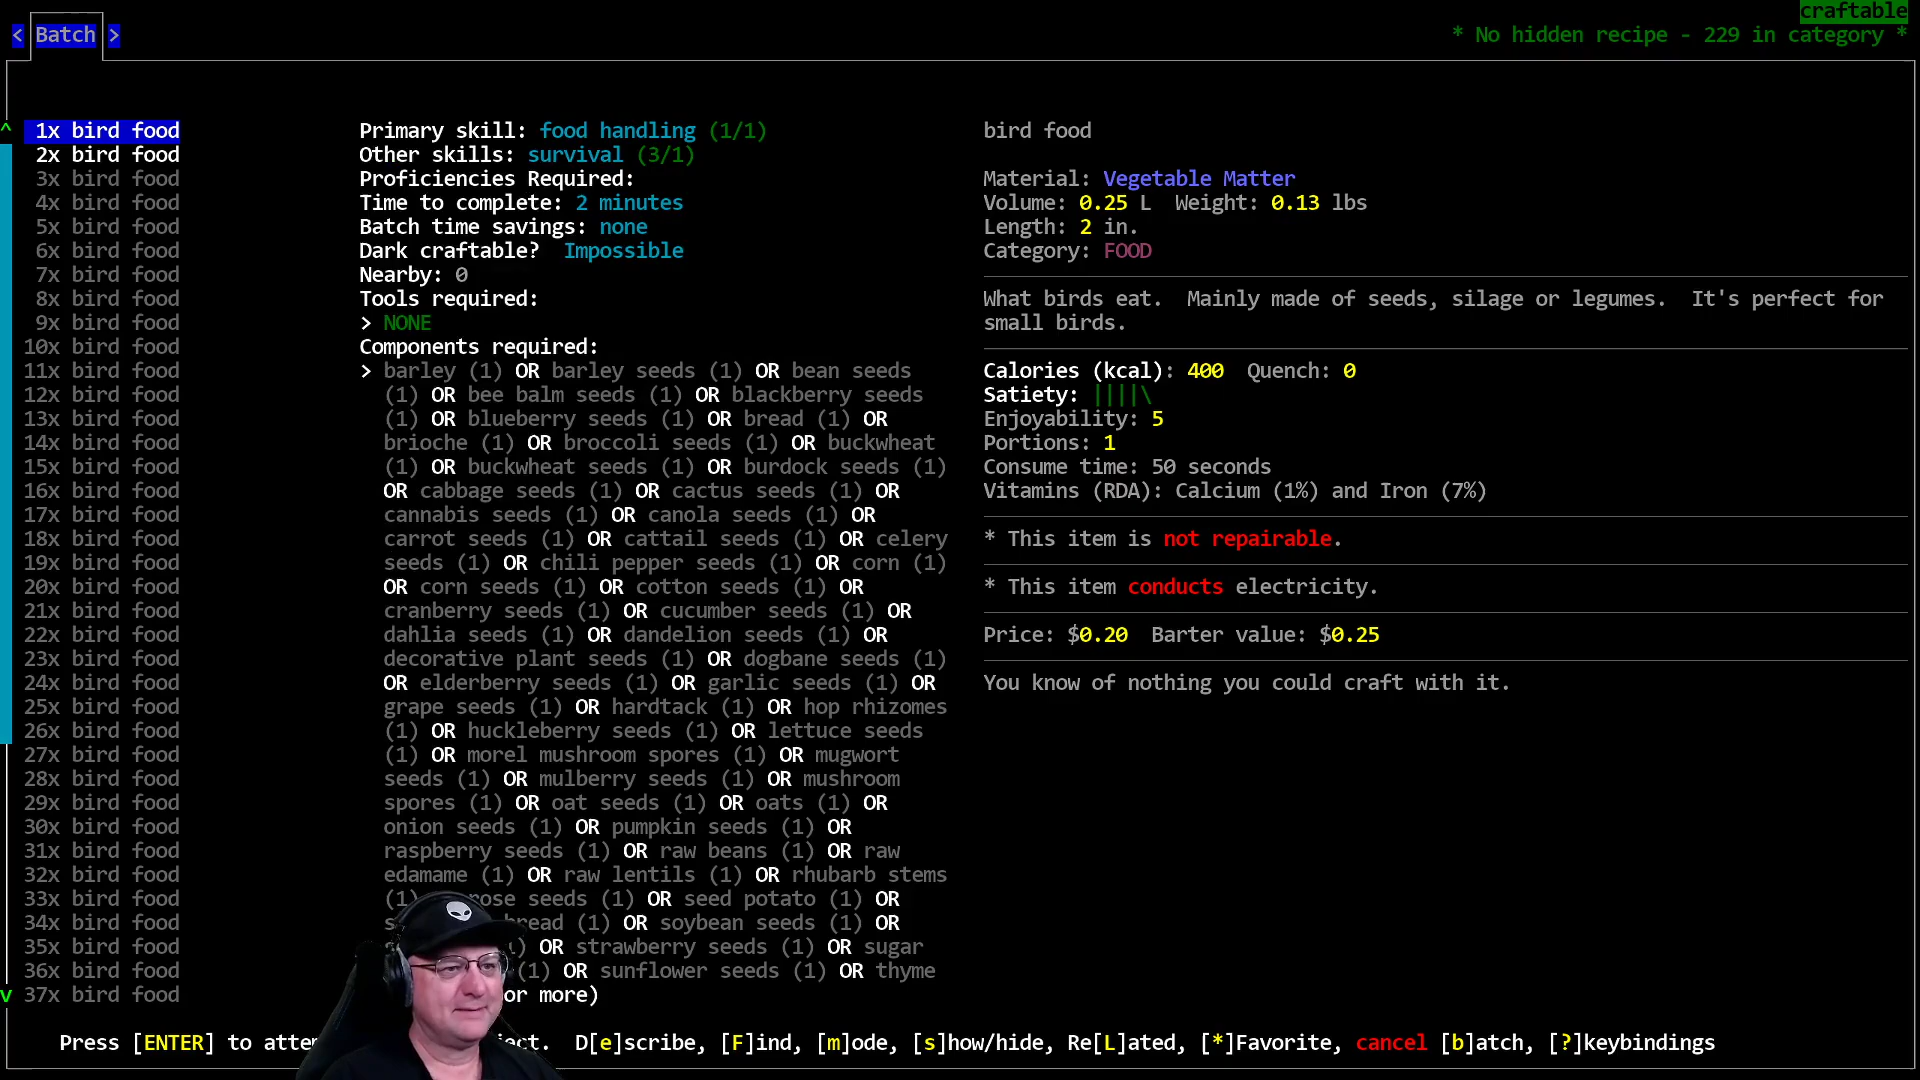 craftable
< Batch >
* No hidden recipe - 229 in category *
^
1x bird food
2x bird food
3x bird food
4x bird food
5x bird food
6x bird food
7x bird food
8x bird food
9x bird food
10x bird food
11x bird food
12x bird food
13x bird food
14x bird food
15x bird food
16x bird food
17x bird food
18x bird food
19x bird food
20x bird food
21x bird food
22x bird food
23x bird food
24x bird food
25x bird food
26x bird food
27x bird food
28x bird food
29x bird food
30x bird food
31x bird food
32x bird food
33x bird food
34x bird food
35x bird food
36x bird food
v 37x bird food
Primary skill: food handling (1/1)
Other skills: survival (3/1)
Proficiencies Required:
Time to complete: 2 minutes
Batch time savings: none
Dark craftable? Impossible
Nearby: 0
Tools required:
> NONE
Components required:
> barley (1) OR barley seeds (1) OR bean seeds
(1) OR bee balm seeds (1) OR blackberry seeds
(1) OR blueberry seeds (1) OR bread (1) OR
brioche (1) OR broccoli seeds (1) OR buckwheat
(1) OR buckwheat seeds (1) OR burdock seeds (1)
OR cabbage seeds (1) OR cactus seeds (1) OR
cannabis seeds (1) OR canola seeds (1) OR
carrot seeds (1) OR cattail seeds (1) OR celery
seeds (1) OR chili pepper seeds (1) OR corn (1)
OR corn seeds (1) OR cotton seeds (1) OR
cranberry seeds (1) OR cucumber seeds (1) OR
dahlia seeds (1) OR dandelion seeds (1) OR
decorative plant seeds (1) OR dogbane seeds (1)
OR elderberry seeds (1) OR garlic seeds (1) OR
grape seeds (1) OR hardtack (1) OR hop rhizomes
(1) OR huckleberry seeds (1) OR lettuce seeds
(1) OR morel mushroom spores (1) OR mugwort
seeds (1) OR mulberry seeds (1) OR mushroom
spores (1) OR oat seeds (1) OR oats (1) OR
onion seeds (1) OR pumpkin seeds (1) OR
raspberry seeds (1) OR raw beans (1) OR raw
edamame (1) OR raw lentils (1) OR rhubarb stems
(1) rose seeds (1) OR seed potato (1) OR
(1) OR soybean seeds (1) OR
OR strawberry seeds (1) OR sugar
(1) OR sunflower seeds (1) OR thyme
or more)
bird food
Material: Vegetable Matter
Volume: 0.25 L Weight: 0.13 lbs
Length: 2 in.
Category: FOOD
What birds eat. Mainly made of seeds, silage or legumes. It's perfect for
small birds.
Calories (kcal): 400 Quench: 0
Satiety: ||||\
Enjoyability: 5
Portions: 1
Consume time: 50 seconds
Vitamins (RDA): Calcium (1%) and Iron (7%)
* This item is not repairable.
* This item conducts electricity.
Price: $0.20 Barter value: $0.25
You know of nothing you could craft with it.
Press [ENTER] to D[e]scribe, [F]ind, [m]ode, [s]how/hide, Re[L]ated, [*]Favorite, cancel [b]atch, [?]keybindings